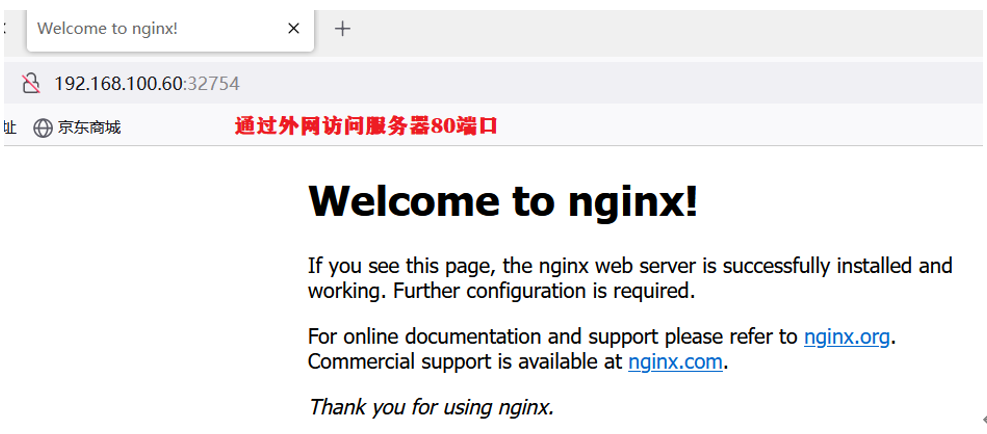 Welcome to nginx!
192.168.100.60:32754
址 京东商城
通过外网访问服务器80端口
Welcome to nginx!
If you see this page, the nginx web server is successfully installed and
working. Further configuration is required.
For online documentation and support please refer to nginx.org.
Commercial support is available at nginx.com.
Thank you for using nginx.